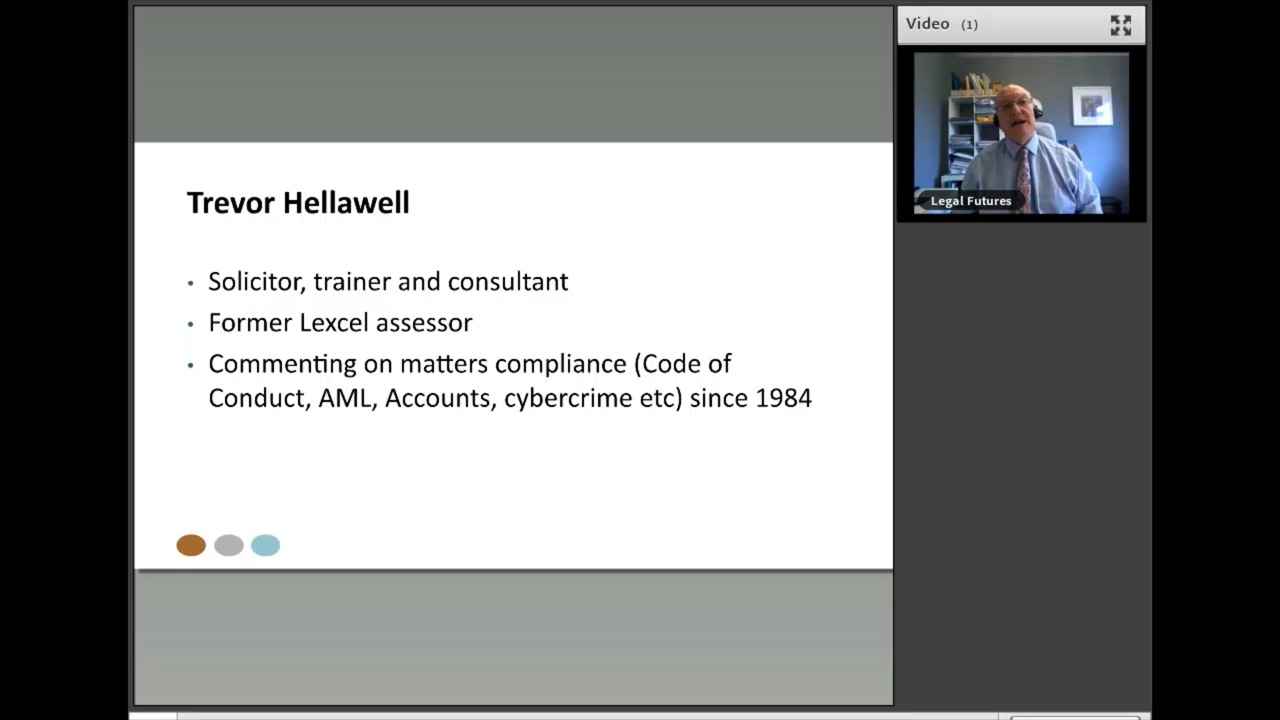 Trevor Hellawell
• Solicitor, trainer and consultant
• Former Lexcel assessor
• Commenting on matters compliance (Code of
Conduct, AML, Accounts, cybercrime etc) since 1984
Video (1)
Legal Futures